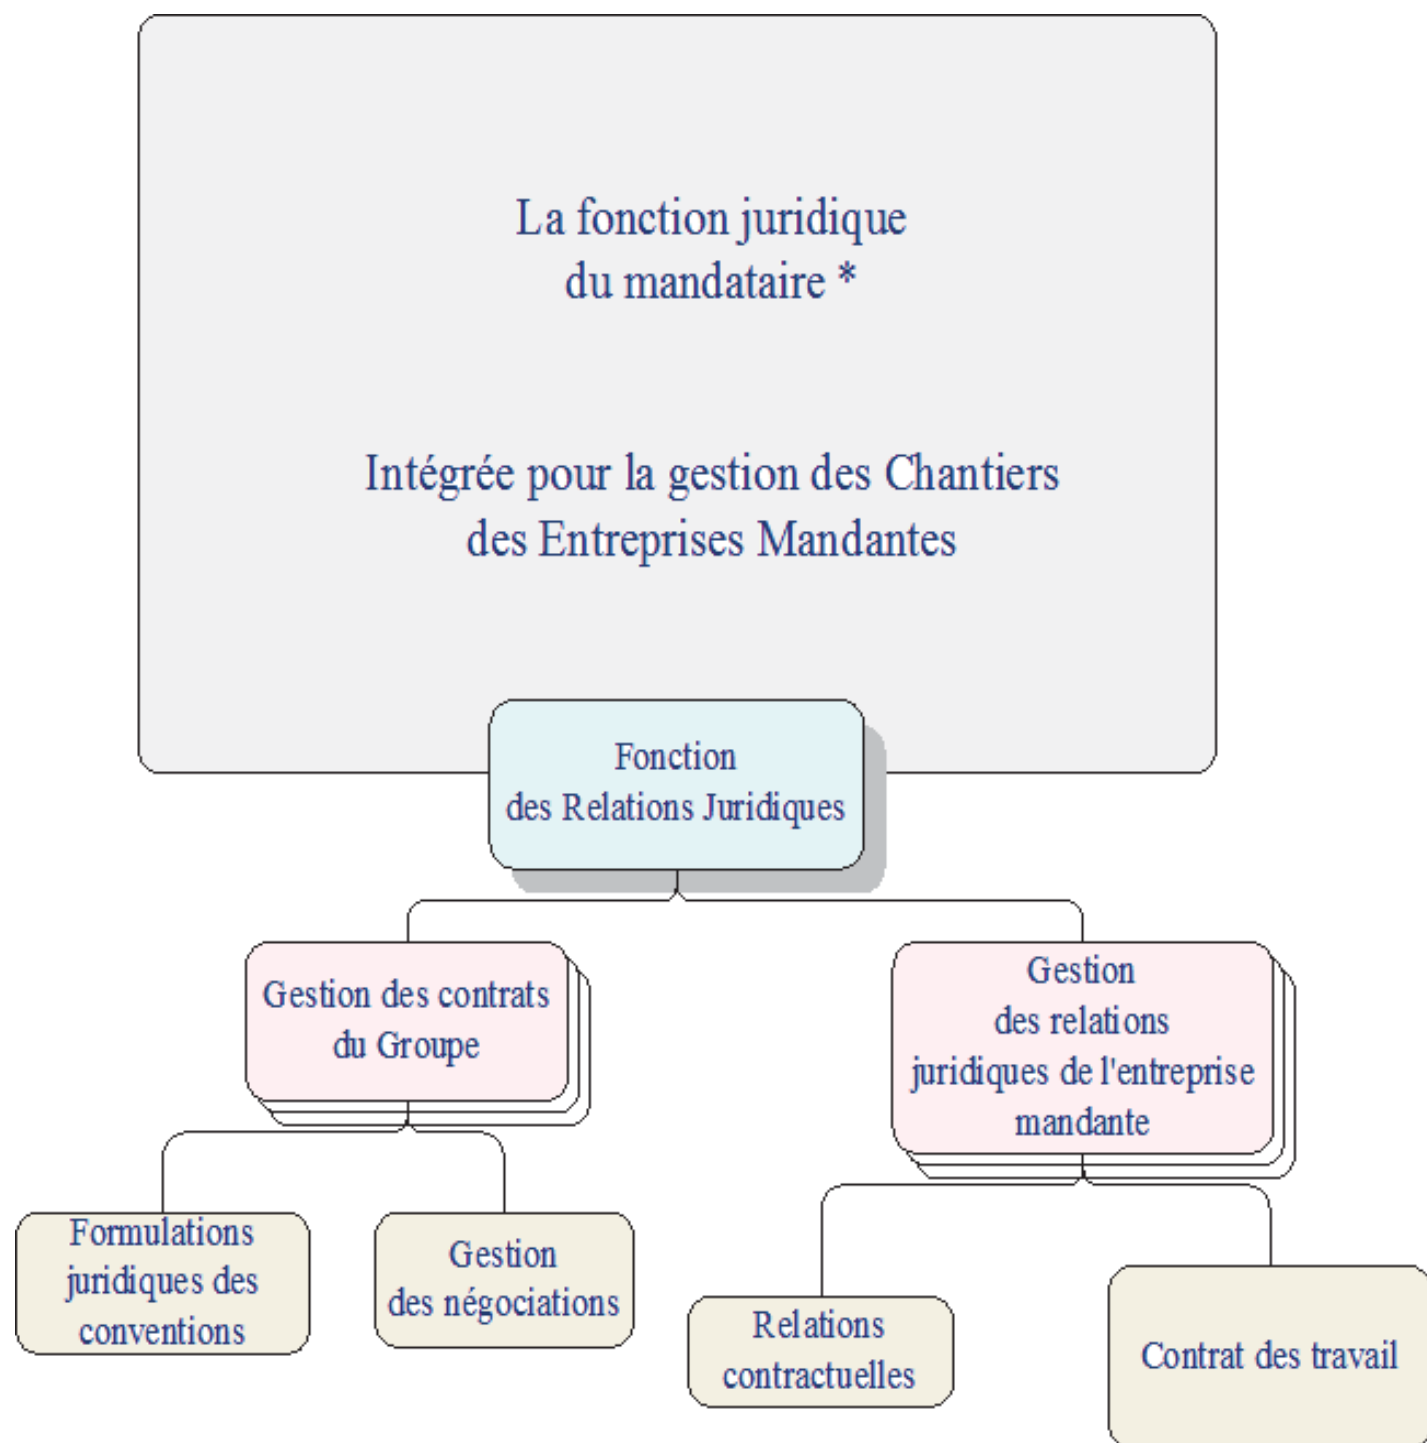 La fonction juridique
du mandataire *
Intégrée pour la gestion des Chantiers
des Entreprises Mandantes
Fonction
des Relations Juridiques
Gestion des contrats
du Groupe
Gestion
des relations
juridiques de l'entreprise
mandante
Formulations
juridiques des
conventions
Gestion
des négociations
Relations
contractuelles
Contrat des travail